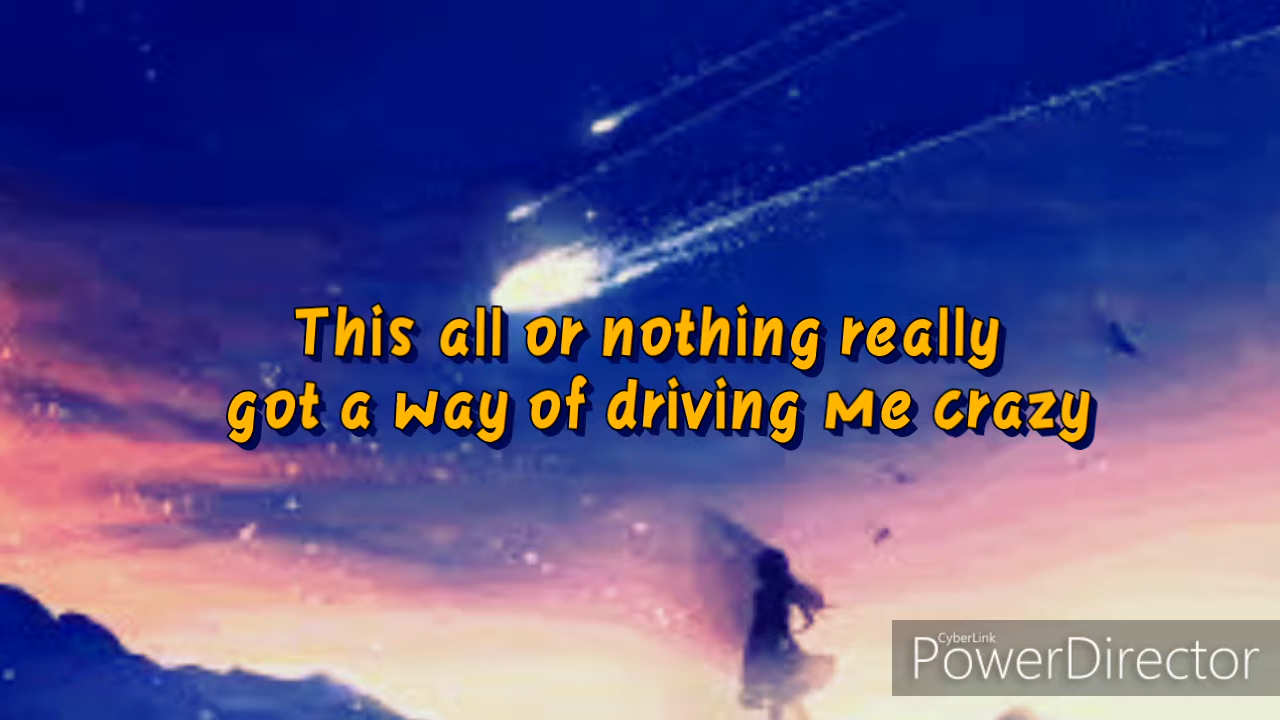 This all or nothing really
got a way of driving me crazy
CyberLink
PowerDirector